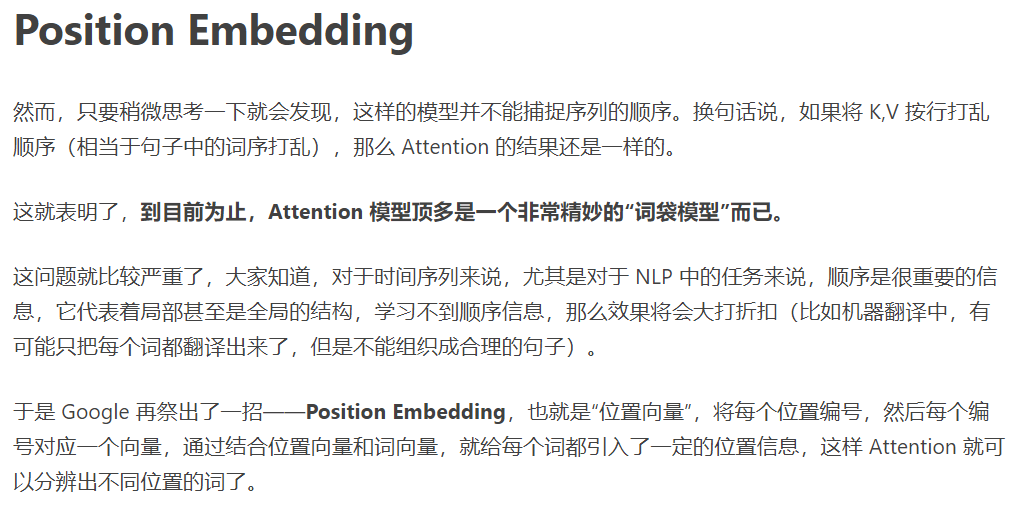 Position Embedding
然而，只要稍微思考一下就会发现，这样的模型并不能捕捉序列的顺序。换句话说，如果将 K,V 按行打乱
顺序（相当于句子中的词序打乱），那么 Attention 的结果还是一样的。
这就表明了，到目前为止，Attention 模型顶多是一个非常精妙的“词袋模型”而已。
这问题就比较严重了，大家知道，对于时间序列来说，尤其是对于 NLP 中的任务来说，顺序是很重要的信
息，它代表着局部甚至是全局的结构，学习不到顺序信息，那么效果将会大打折扣（比如机器翻译中，有
可能只把每个词都翻译出来了，但是不能组织成合理的句子）。
于是 Google 再祭出了一招——Position Embedding，也就是“位置向量”，将每个位置编号，然后每个编
号对应一个向量，通过结合位置向量和词向量，就给每个词都引入了一定的位置信息，这样 Attention 就可
以分辨出不同位置的词了。